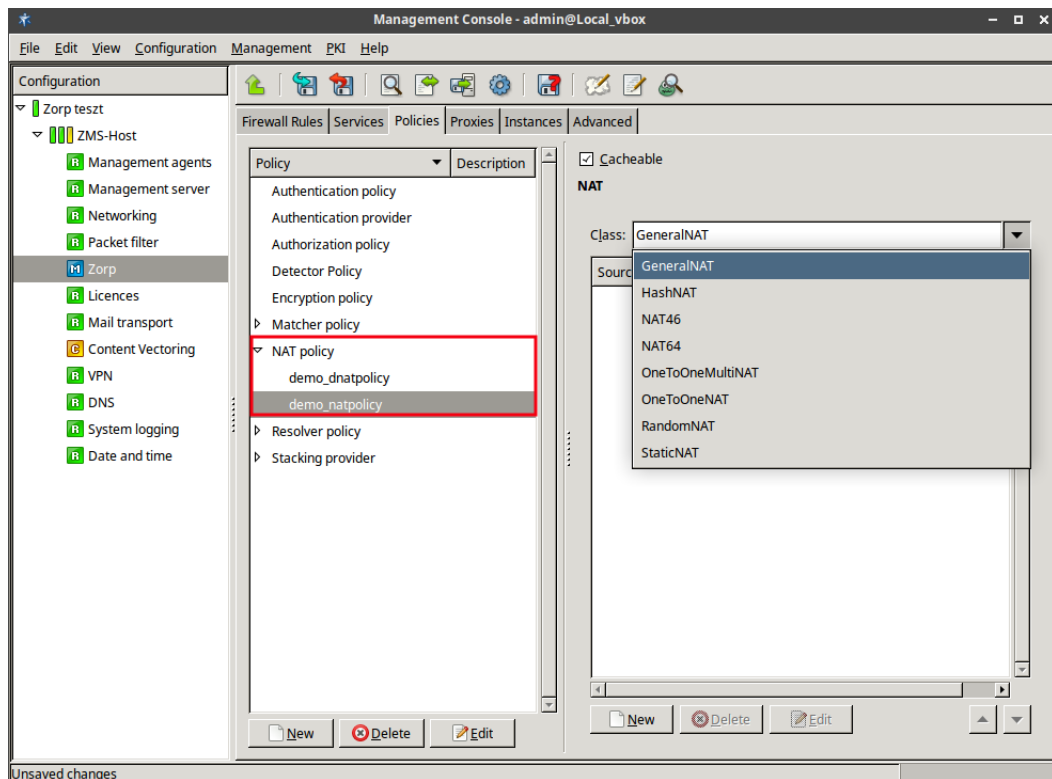 Management Console - admin@Local_vbox
File Edit View Configuration Management PKI Help
Configuration
Zorp teszt
ZMS-Host
R Management agents
R Management server
R Networking
R Packet filter
M Zorp
R Licences
R Mail transport
C Content Vectoring
R VPN
R DNS
R System logging
R Date and time
Firewall Rules Services Policies Proxies Instances Advanced
Policy Description
Authentication policy
Authentication provider
Authorization policy
Detector Policy
Encryption policy
Matcher policy
NAT policy
demo_dnatpolicy
demo_natpolicy
Resolver policy
Stacking provider
New Delete Edit
Cacheable
NAT
Class: GeneralNAT
Sourc
GeneralNAT
HashNAT
NAT46
NAT64
OneToOneMultiNAT
OneToOneNAT
RandomNAT
StaticNAT
New Delete Edit
Unsaved changes